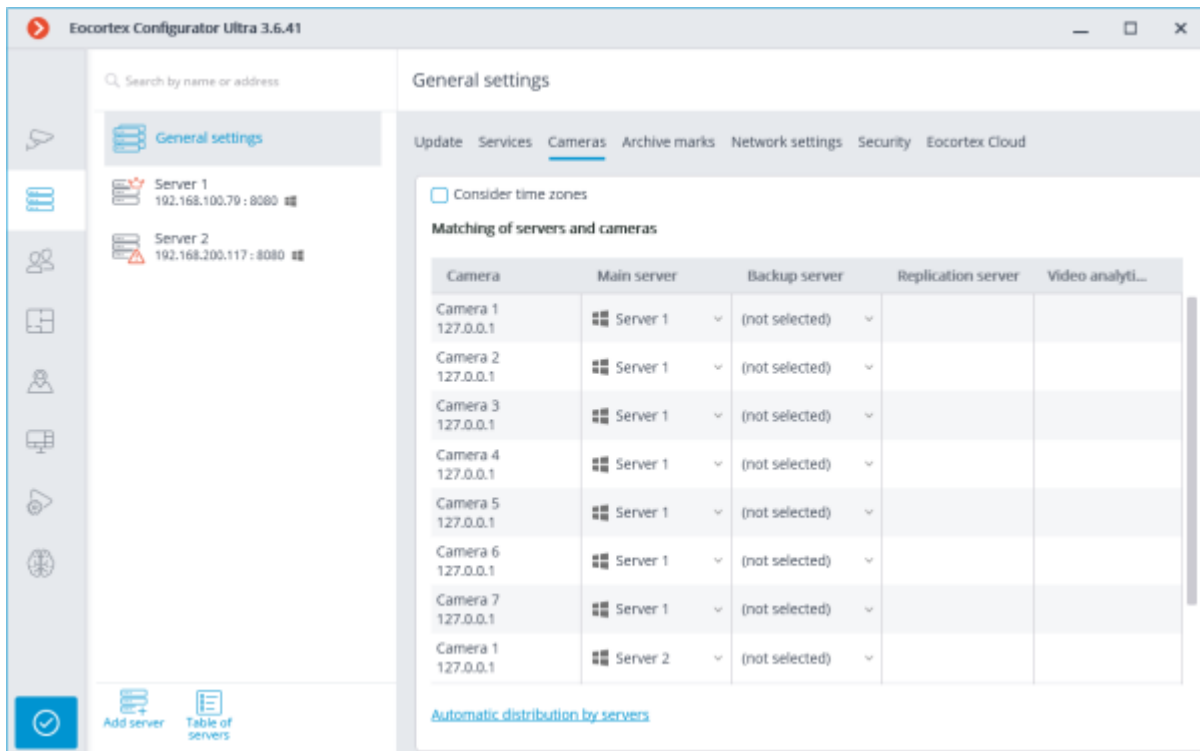 Eocortex Configurator Ultra 3.6.41
Search by name or address
General settings
Server 1
192.168.100.79 : 8080
Server 2
192.168.200.117 : 8080
Add server
Table of
servers
General settings
Update Services Cameras Archive marks Network settings Security Eocortex Cloud
Consider time zones
Matching of servers and cameras
Camera Main server Backup server Replication server Video analyti...
Camera 1
127.0.0.1
Server 1 (not selected)
Camera 2
127.0.0.1
Server 1 (not selected)
Camera 3
127.0.0.1
Server 1 (not selected)
Camera 4
127.0.0.1
Server 1 (not selected)
Camera 5
127.0.0.1
Server 1 (not selected)
Camera 6
127.0.0.1
Server 1 (not selected)
Camera 7
127.0.0.1
Server 1 (not selected)
Camera 1
127.0.0.1
Server 2 (not selected)
Automatic distribution by servers